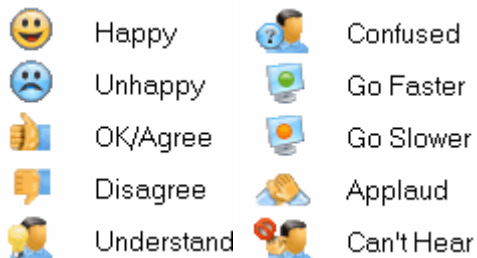 Happy
Unhappy
OK/Agree
Disagree
Understand
Confused
Go Faster
Go Slower
Applaud
Can't Hear